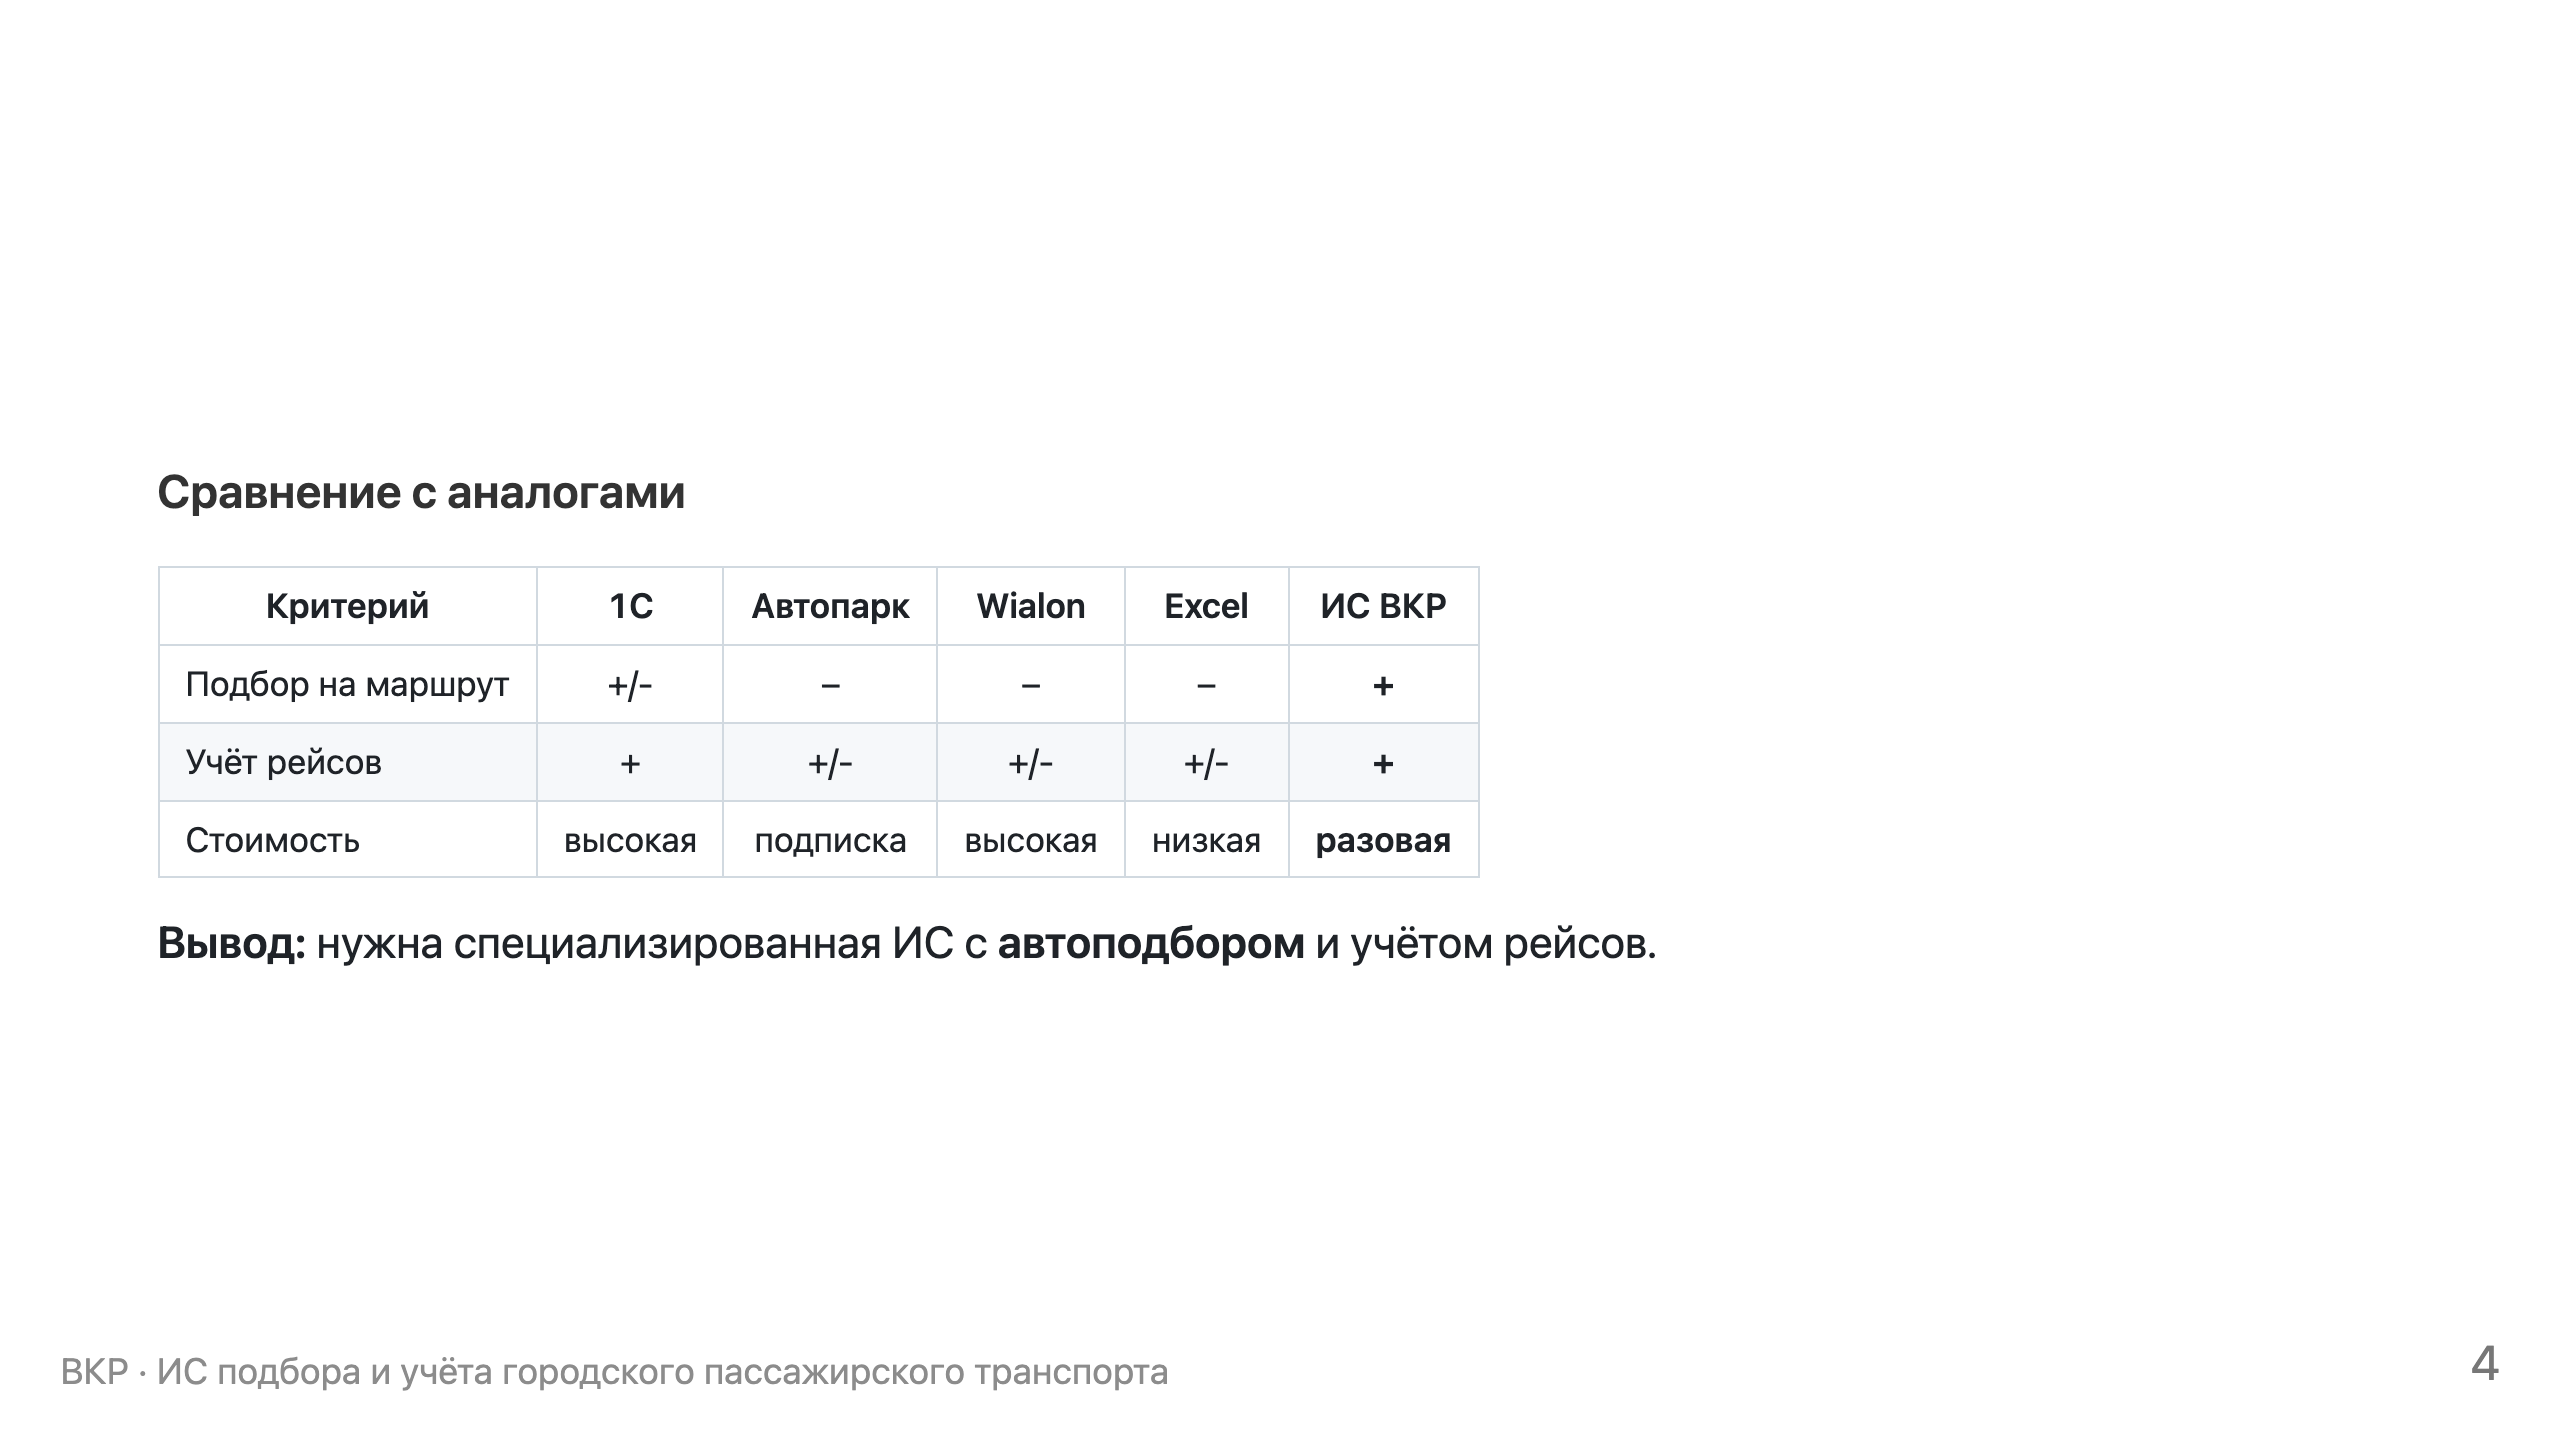 Сравнение с аналогами
Критерий 1С Автопарк Wialon Excel ИС ВКР
Подбор на маршрут +/- – – – +
Учёт рейсов + +/- +/- +/- +
Стоимость высокая подписка высокая низкая разовая
Вывод: нужна специализированная ИС с автоподбором и учётом рейсов.
ВКР · ИС подбора и учёта городского пассажирского транспорта
4